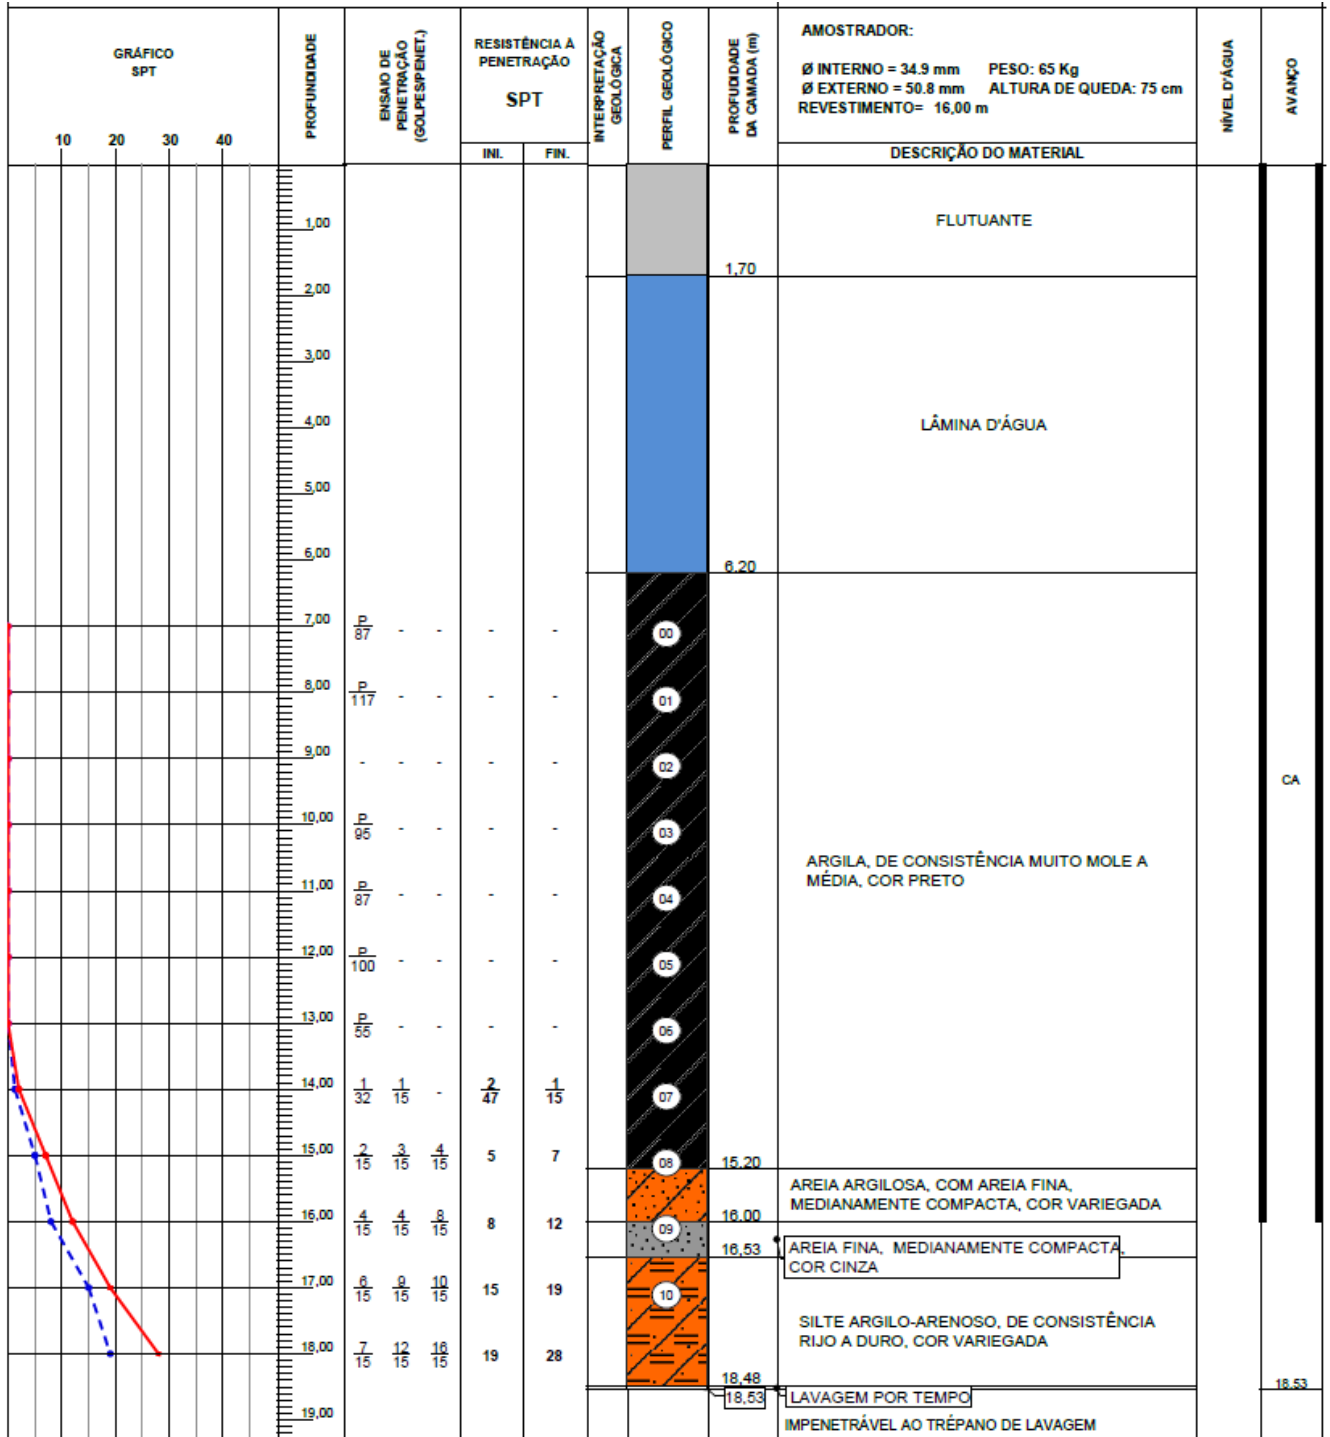 GRÁFICO
SPT
10 20 30 40
PROFUNDIDADE
ENSAIO DE
PENETRAÇÃO
(GOLPES/PENET.)
RESISTÊNCIA À
PENETRAÇÃO
SPT
INI. FIN.
INTERPRETAÇÃO
GEOLÓGICA
PERFIL GEOLÓGICO
PROFUDIDADE
DA CAMADA (m)
AMOSTRADOR:
Ø INTERNO = 34.9 mm PESO: 65 Kg
Ø EXTERNO = 50.8 mm ALTURA DE QUEDA: 75 cm
REVESTIMENTO= 16,00 m
DESCRIÇÃO DO MATERIAL
NÍVEL D'ÁGUA
AVANÇO
1,00
FLUTUANTE
1,70
2,00
3,00
4,00
LÂMINA D'ÁGUA
5,00
6,00
6,20
7,00 P/87 - - - - 00
8,00 P/117 - - - - 01
9,00 - - - - - 02
CA
10,00 P/95 - - - - 03
ARGILA, DE CONSISTÊNCIA MUITO MOLE A
MÉDIA, COR PRETO
11,00 P/87 - - - - 04
12,00 P/100 - - - - 05
13,00 P/55 - - - - 06
14,00 1/32 1/15 - 2/47 1/15 07
15,00 2/15 3/15 4/15 5 7 08 15,20
AREIA ARGILOSA, COM AREIA FINA,
MEDIANAMENTE COMPACTA, COR VARIEGADA
16,00 4/15 4/15 8/15 8 12 09 16,00
16,53
AREIA FINA, MEDIANAMENTE COMPACTA,
COR CINZA
17,00 6/15 9/15 10/15 15 19 10
SILTE ARGILO-ARENOSO, DE CONSISTÊNCIA
RIJO A DURO, COR VARIEGADA
18,00 7/15 12/15 16/15 19 28
18,48
18,53 LAVAGEM POR TEMPO 18,53
19,00 IMPENETRÁVEL AO TRÉPANO DE LAVAGEM